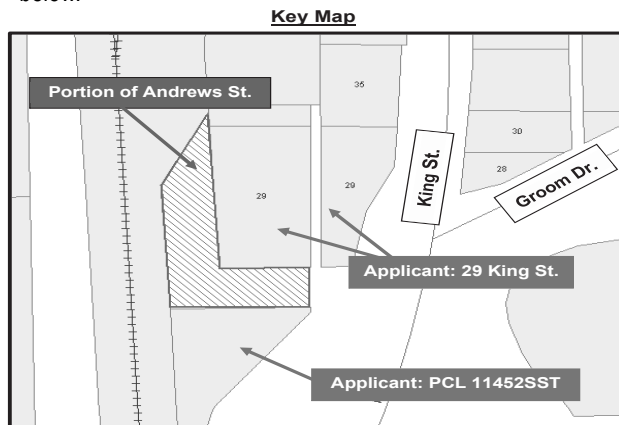 Key Map
Portion of Andrews St.
35
30
29
29
28
King St.
Groom Dr.
Applicant: 29 King St.
Applicant: PCL 11452SST